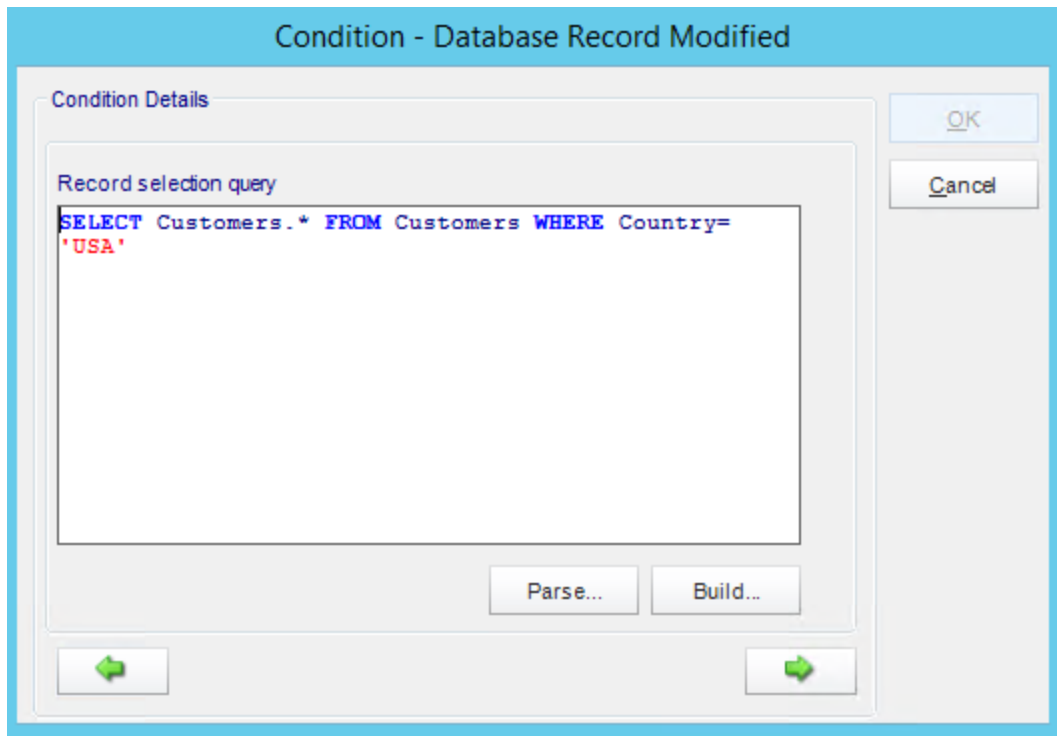 Condition - Database Record Modified
Condition Details
OK
Record selection query
Cancel
SELECT Customers.* FROM Customers WHERE Country=
'USA'
Parse...
Build...